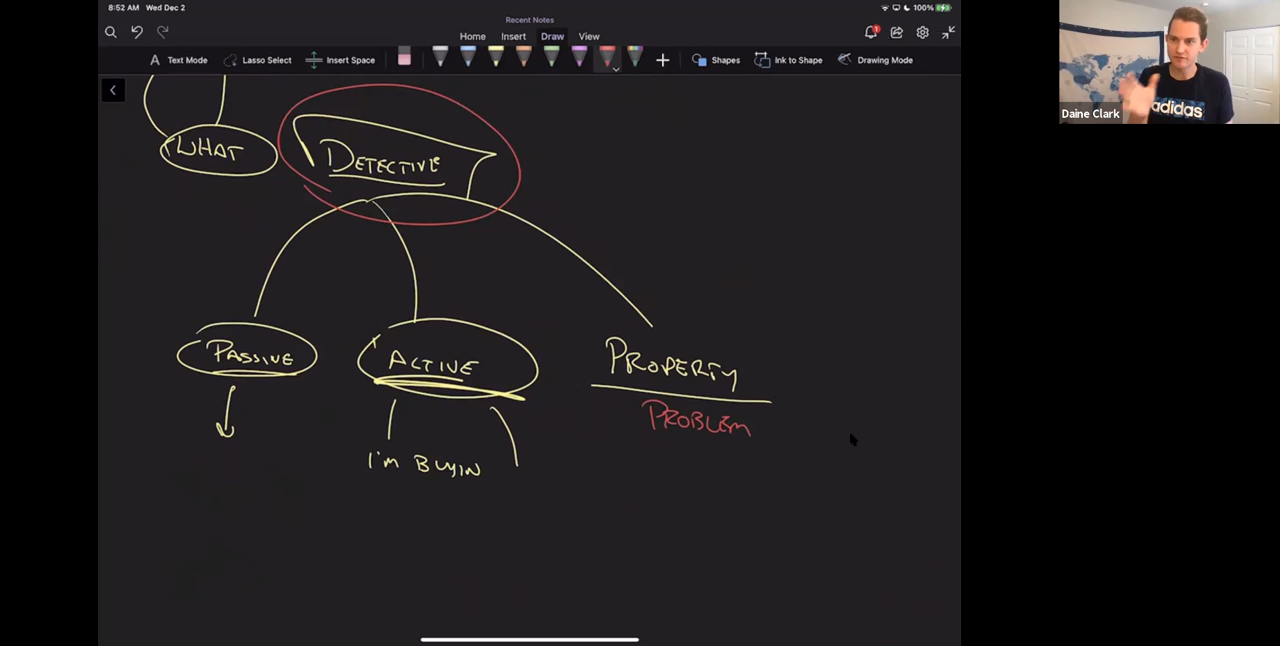 8:52 AM Wed Dec 2
100%
Recent Notes
Home Insert Draw View
1
Text Mode Lasso Select Insert Space Shapes Ink to Shape Drawing Mode
WHAT
DETECTIVE
PASSIVE
ACTIVE
PROPERTY
PROBLEM
I'm BUYIN
adidas
Daine Clark